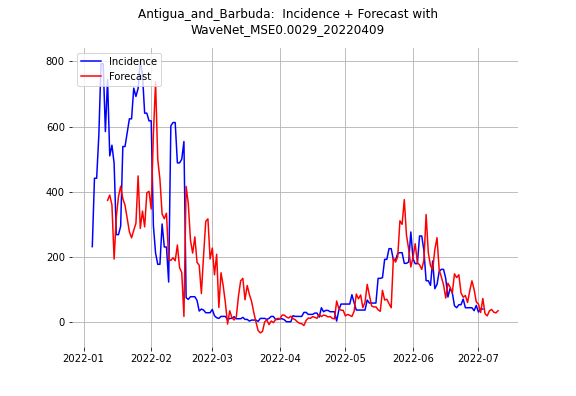 Antigua_and_Barbuda:  Incidence + Forecast with
WaveNet_MSE0.0029_20220409
Incidence
Forecast
800
600
400
200
0
2022-01 2022-02 2022-03 2022-04 2022-05 2022-06 2022-07